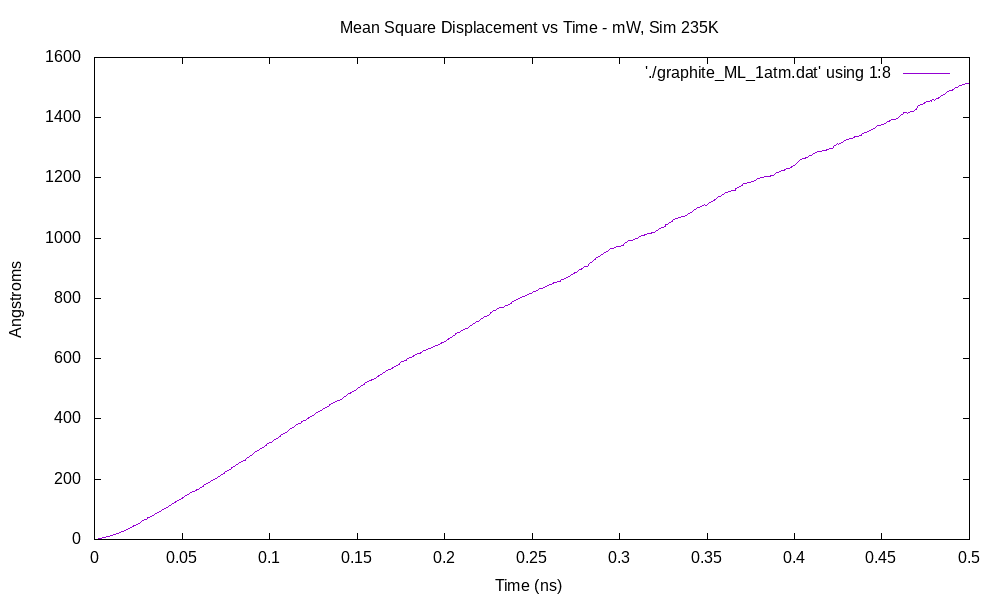 Mean Square Displacement vs Time - mW, Sim 235K
'./graphite_ML_1atm.dat' using 1:8
1600
1400
1200
1000
800
600
400
200
0
Angstroms
0 0.05 0.1 0.15 0.2 0.25 0.3 0.35 0.4 0.45 0.5
Time (ns)